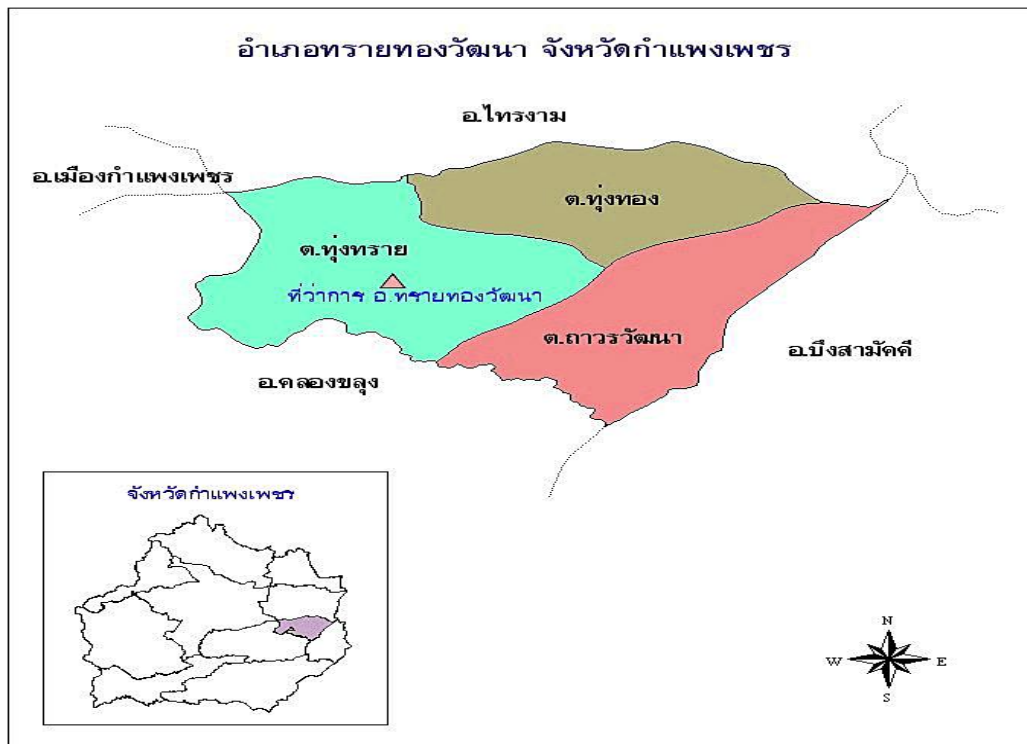 อำเภอทรายทองวัฒนา จังหวัดกำแพงเพชร
อ.ไทรงาม
อ.เมืองกำแพงเพชร
ต.ทุ่งทอง
ต.ทุ่งทราย
ที่ว่าการ อ.ทรายทองวัฒนา
ต.ถาวรวัฒนา
อ.บึงสามัคคี
อ.คลองขลุง
จังหวัดกำแพงเพชร
N
W E
S